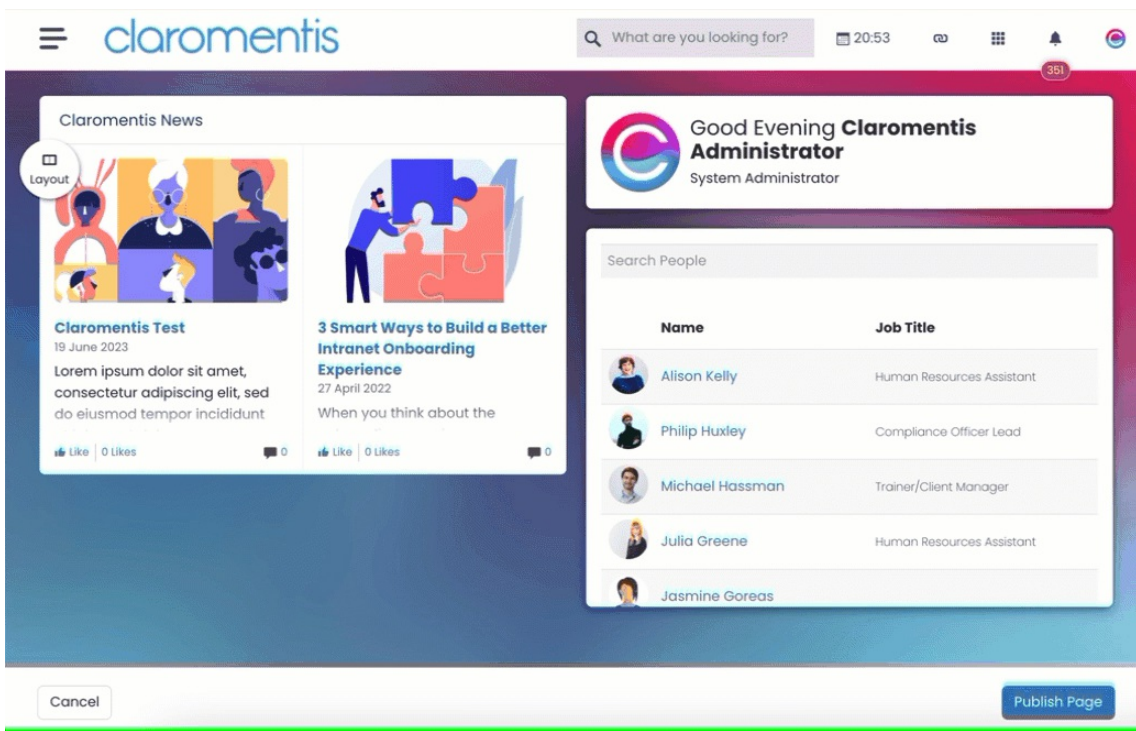 claromentis
What are you looking for?
20:53
351
Claromentis News
Layout
Claromentis Test
19 June 2023
Lorem ipsum dolor sit amet,
consectetur adipiscing elit, sed
do eiusmod tempor incididunt
Like 0 Likes 0
3 Smart Ways to Build a Better
Intranet Onboarding
Experience
27 April 2022
When you think about the
Like 0 Likes 0
Good Evening Claromentis
Administrator
System Administrator
Search People
Name Job Title
Alison Kelly Human Resources Assistant
Philip Huxley Compliance Officer Lead
Michael Hassman Trainer/Client Manager
Julia Greene Human Resources Assistant
Jasmine Goreas
Cancel
Publish Page